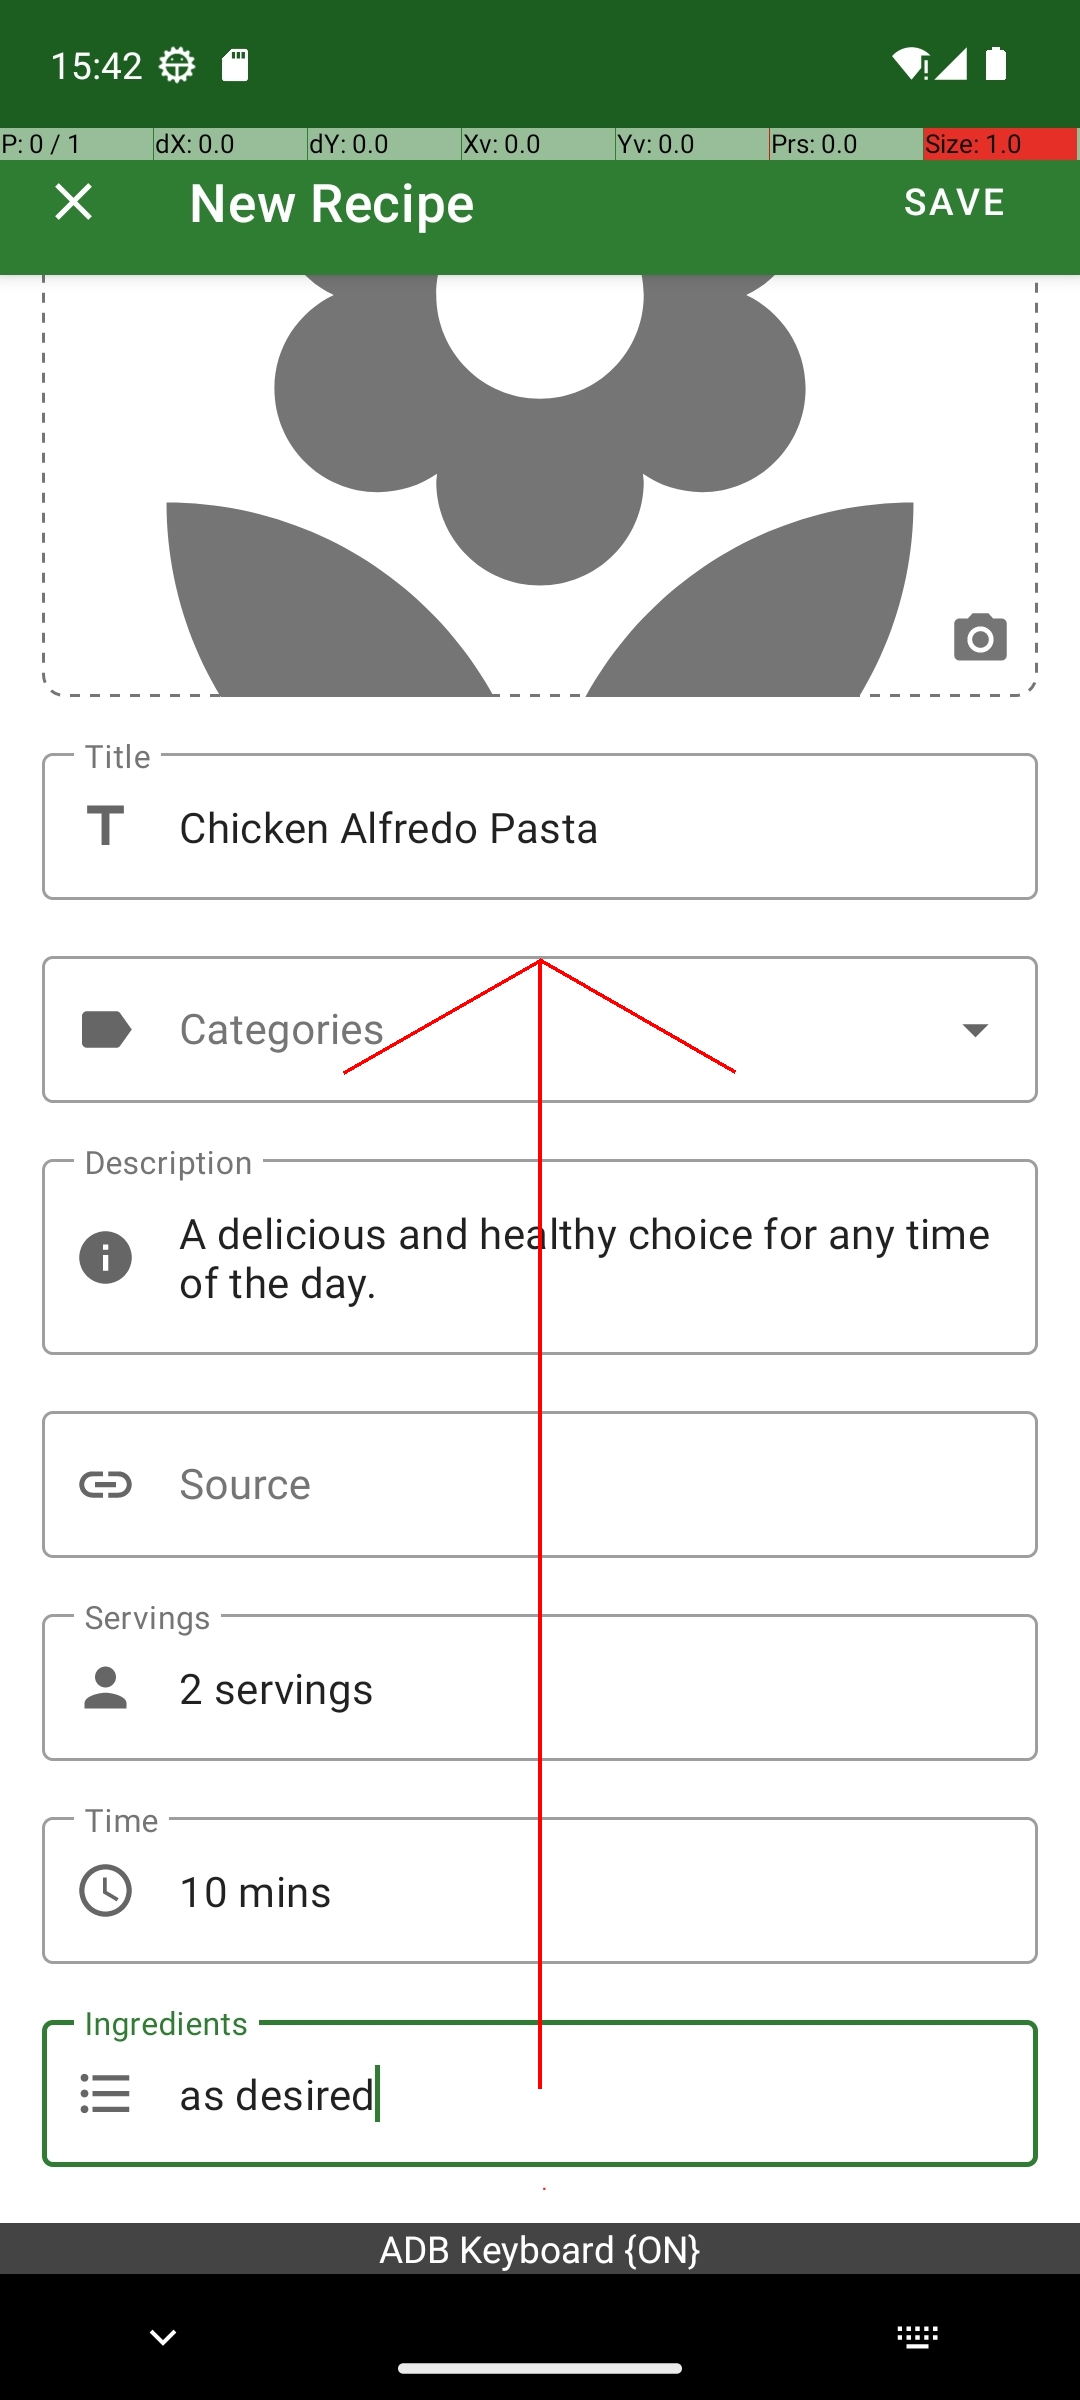 15:42
P: 0 / 1 dX: 0.0 dY: 0.0 Xv: 0.0 Yv: 0.0 Prs: 0.0 Size: 1.0
New Recipe SAVE
Title
Chicken Alfredo Pasta
Categories
Description
A delicious and healthy choice for any time
of the day.
Source
Servings
2 servings
Time
10 mins
Ingredients
as desired
ADB Keyboard {ON}